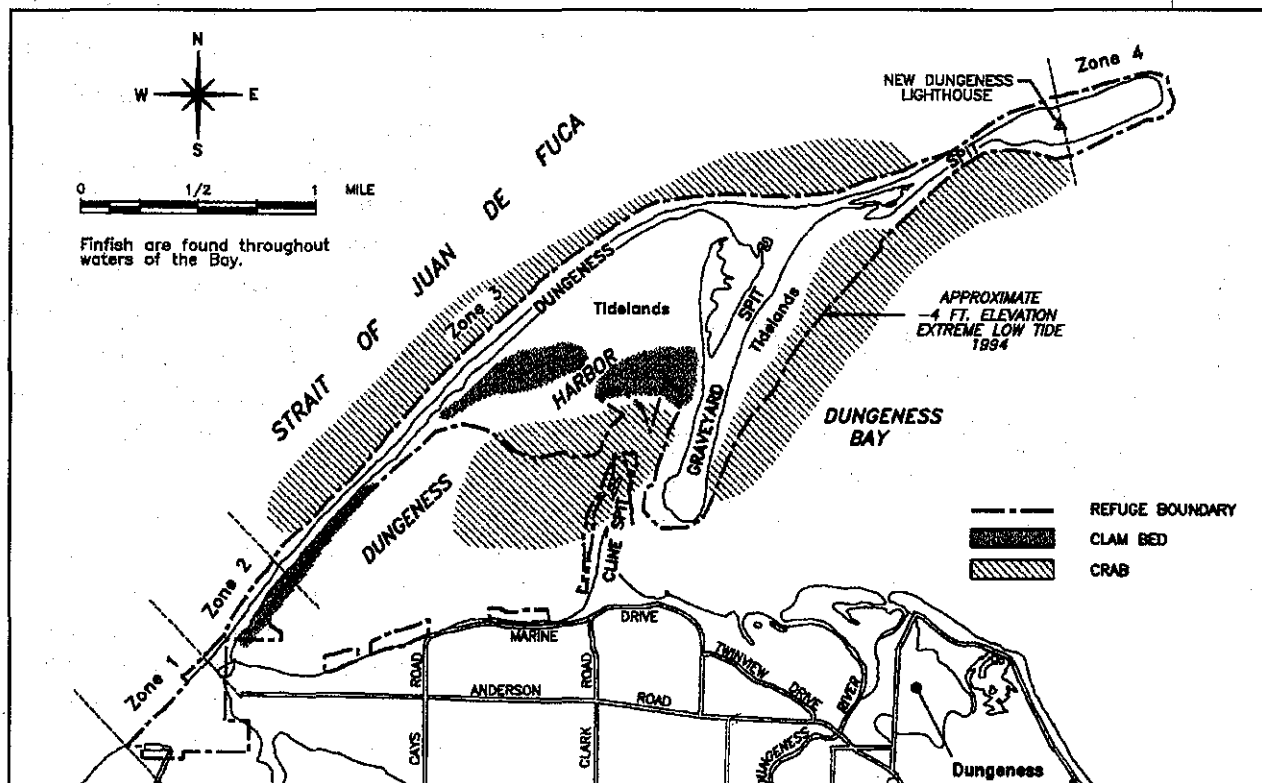 N
W E
S
0 1/2 1 MILE
Finfish are found throughout
waters of the Bay.
STRAIT OF JUAN DE FUCA
NEW DUNGENESS
LIGHTHOUSE
Zone 4
SPIT
DUNGENESS
Zone 3
Tidelands
SPIT
Tidelands
GRAVEYARD
APPROXIMATE
-4 FT. ELEVATION
EXTREME LOW TIDE
1994
HARBOR
DUNGENESS
DUNGENESS
BAY
CLINE SPIT
REFUGE BOUNDARY
CLAM BED
CRAB
Zone 2
Zone 1
MARINE DRIVE
TWINVIEW DRIVE
ANDERSON ROAD
CAYS ROAD
CLARK ROAD
DUNGENESS RIVER
Dungeness